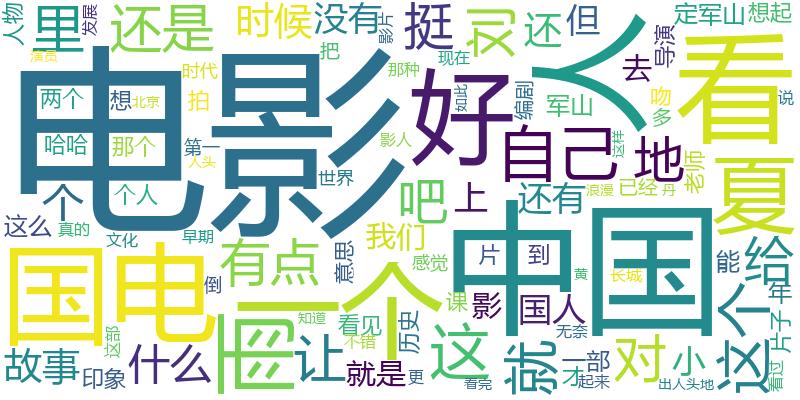 人物
发展
里
还是
时候
没有
影片
挺
刘
还
但
定军山
想起
演员
电影
时代
把
那种
现在
好
如此
编剧
人
去
导演
看
两个
想
北京
拍
军山
吻
多
说
哈哈
那个
第一
影人
自己
地
这样
老师
夏
人头
个
个人
世界
吧
上
还有
浪漫
已经
丹
这么
真的
文化
早期
我们
中国
片
到
能
给
国电
倒
有点
意思
感觉
一个
黄
长城
这个
年
片子
课
影
国人
无奈
这部
知道
看见
历史
这
故事
印象
什么
国
让
不错
就是
更
看完
就
一部
才
起来
对
小
出人头地
看过